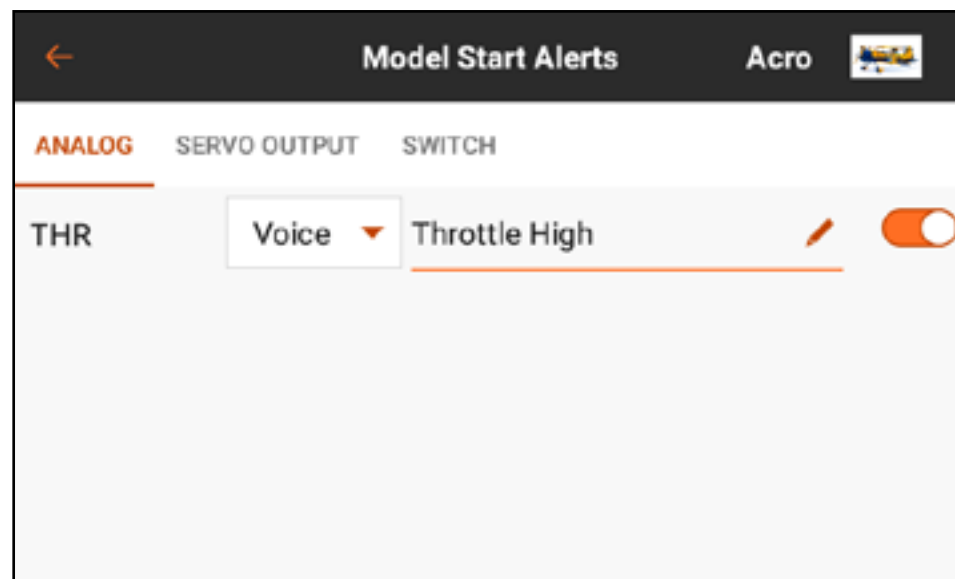 Model Start Alerts Acro
ANALOG SERVO OUTPUT SWITCH
THR Voice Throttle High